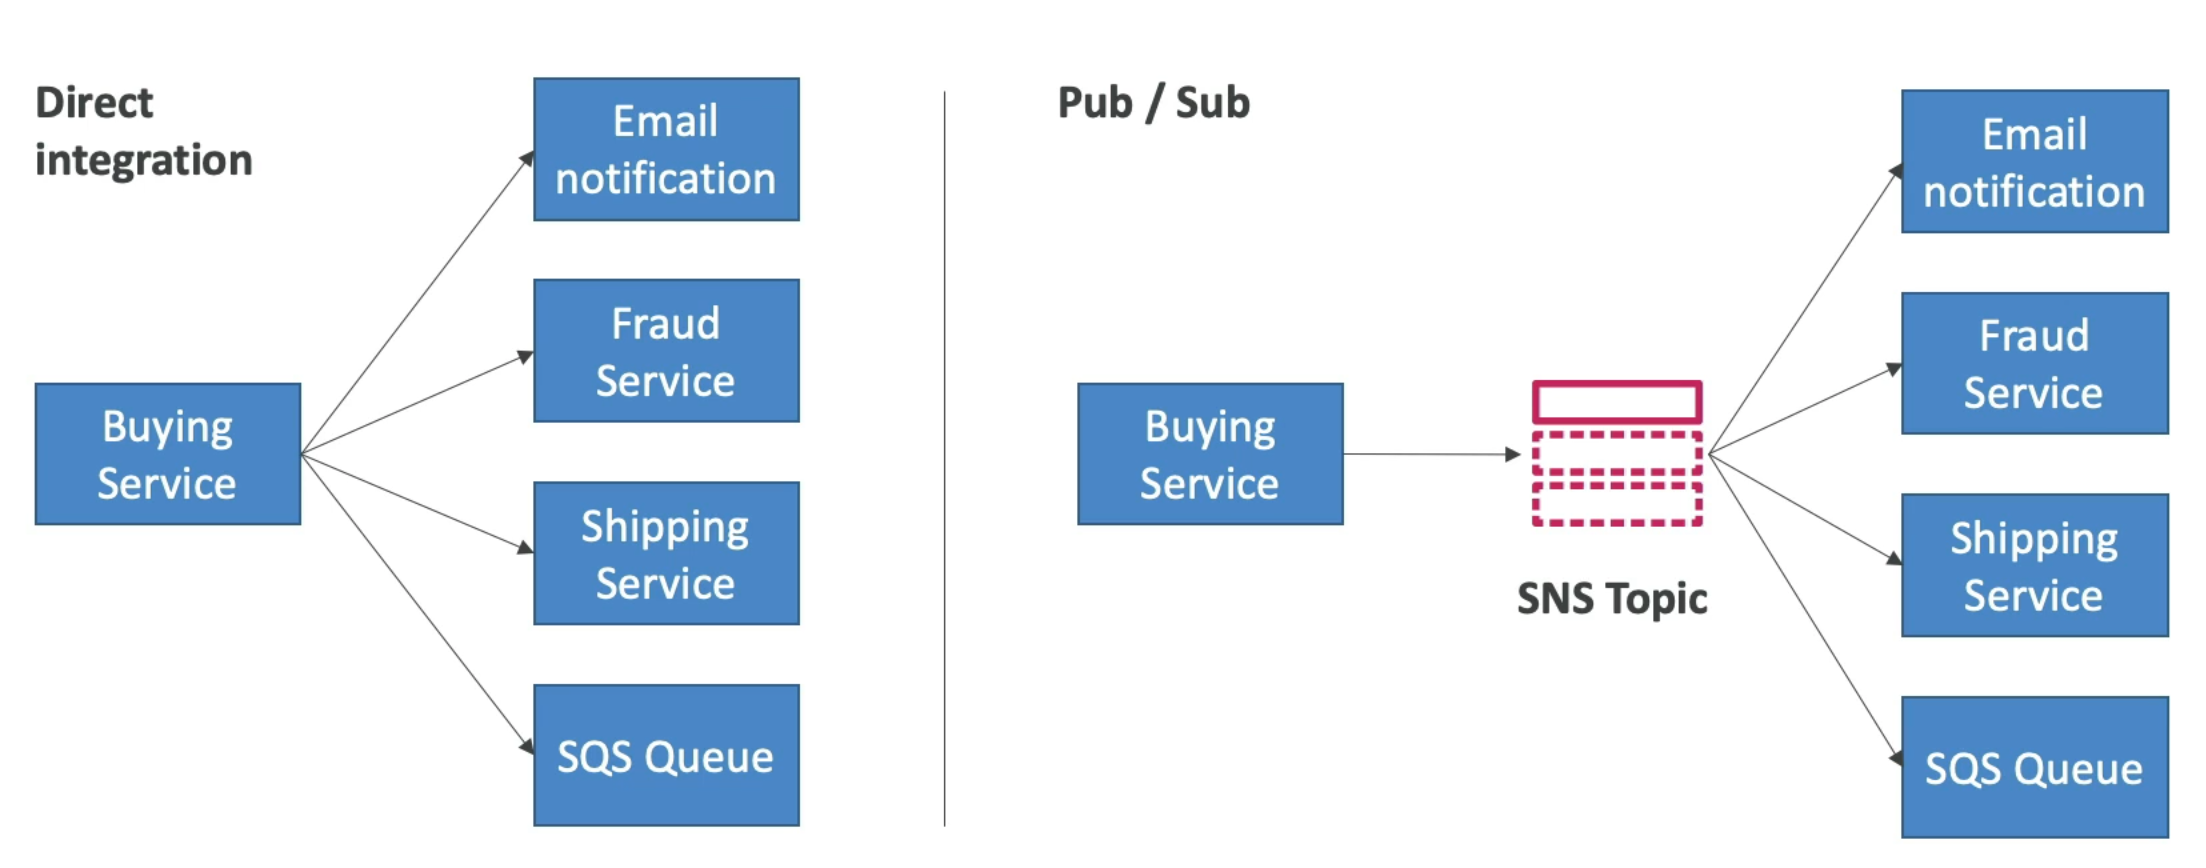 Direct
integration
Buying
Service
Email
notification
Fraud
Service
Shipping
Service
SQS Queue
Pub / Sub
Buying
Service
SNS Topic
Email
notification
Fraud
Service
Shipping
Service
SQS Queue